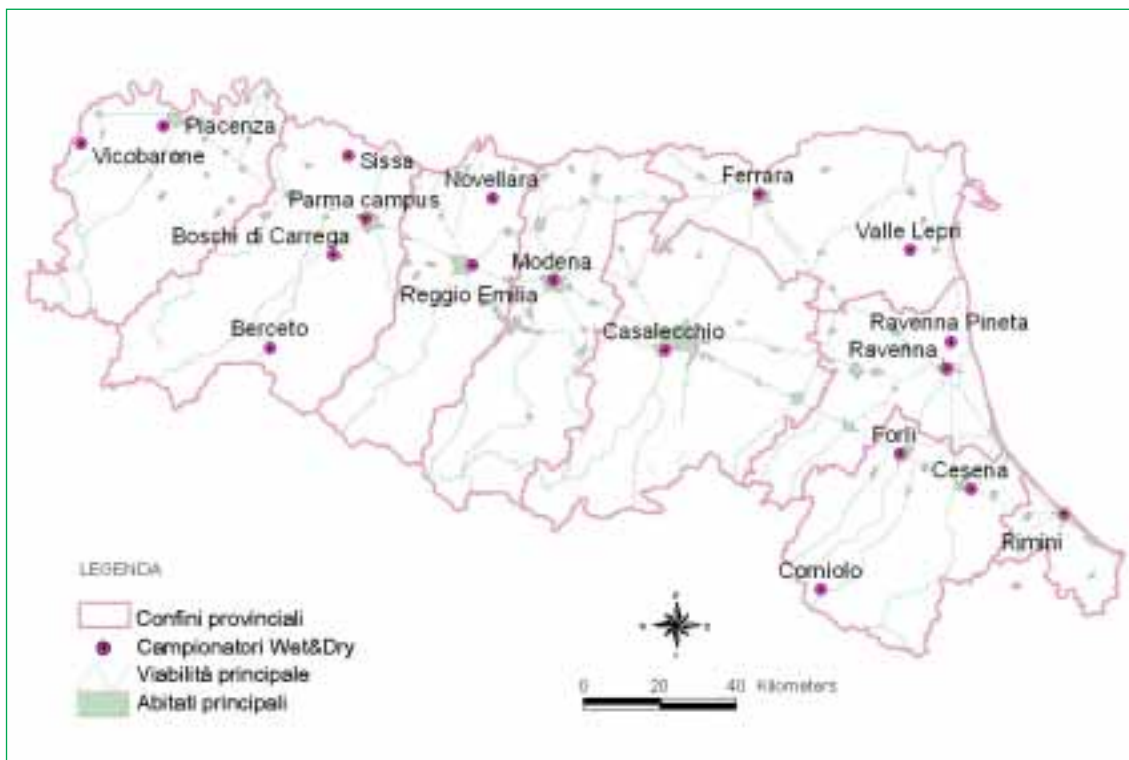 Piacenza
Vicobarone
Sissa
Novellara
Ferrara
Parma campus
Boschi di Carrega
Valle Lepri
Modena
Reggio Emilia
Berceto
Casalecchio
Ravenna Pineta
Ravenna
Forlì
Cesena
Rimini
Corniolo
LEGENDA
Confini provinciali
Campionatori Wet&Dry
Viabilità principale
Abitati principali
0 20 40 Kilometers